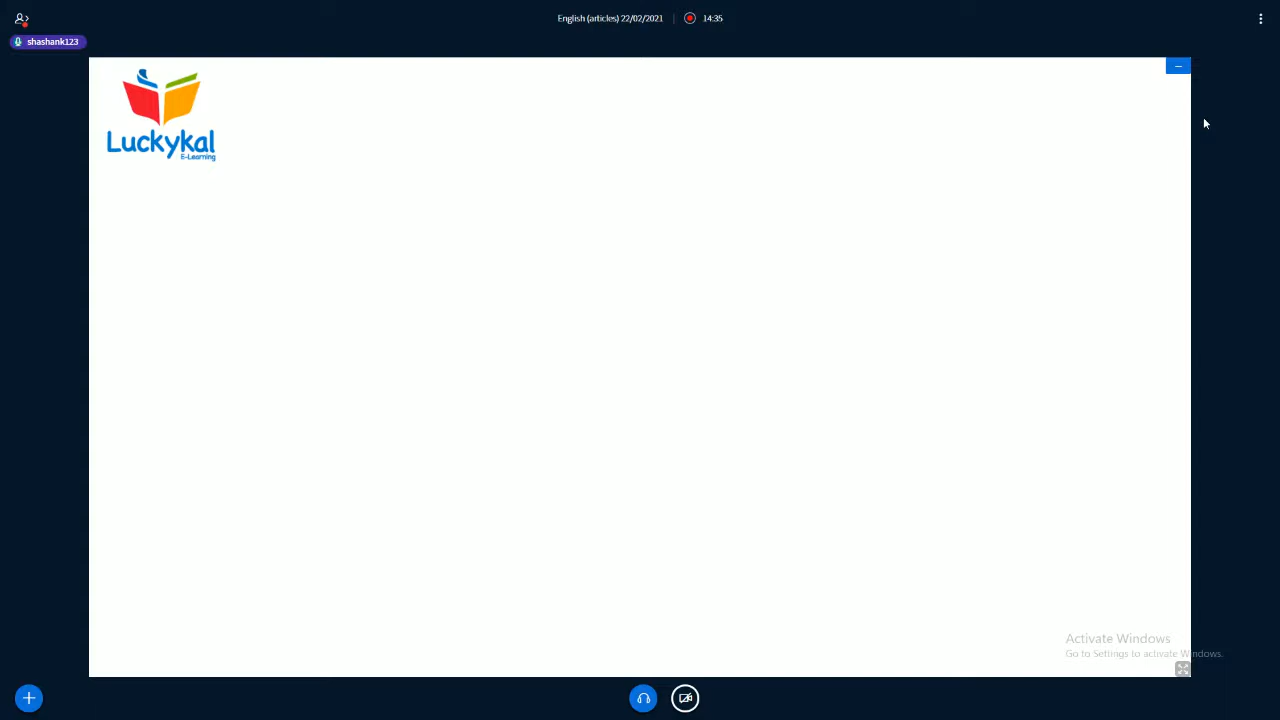 English (articles) 22/02/2021
14:35
shashank123
Luckykal
E-Learning
Activate Windows
Go to Settings to activate Windows.